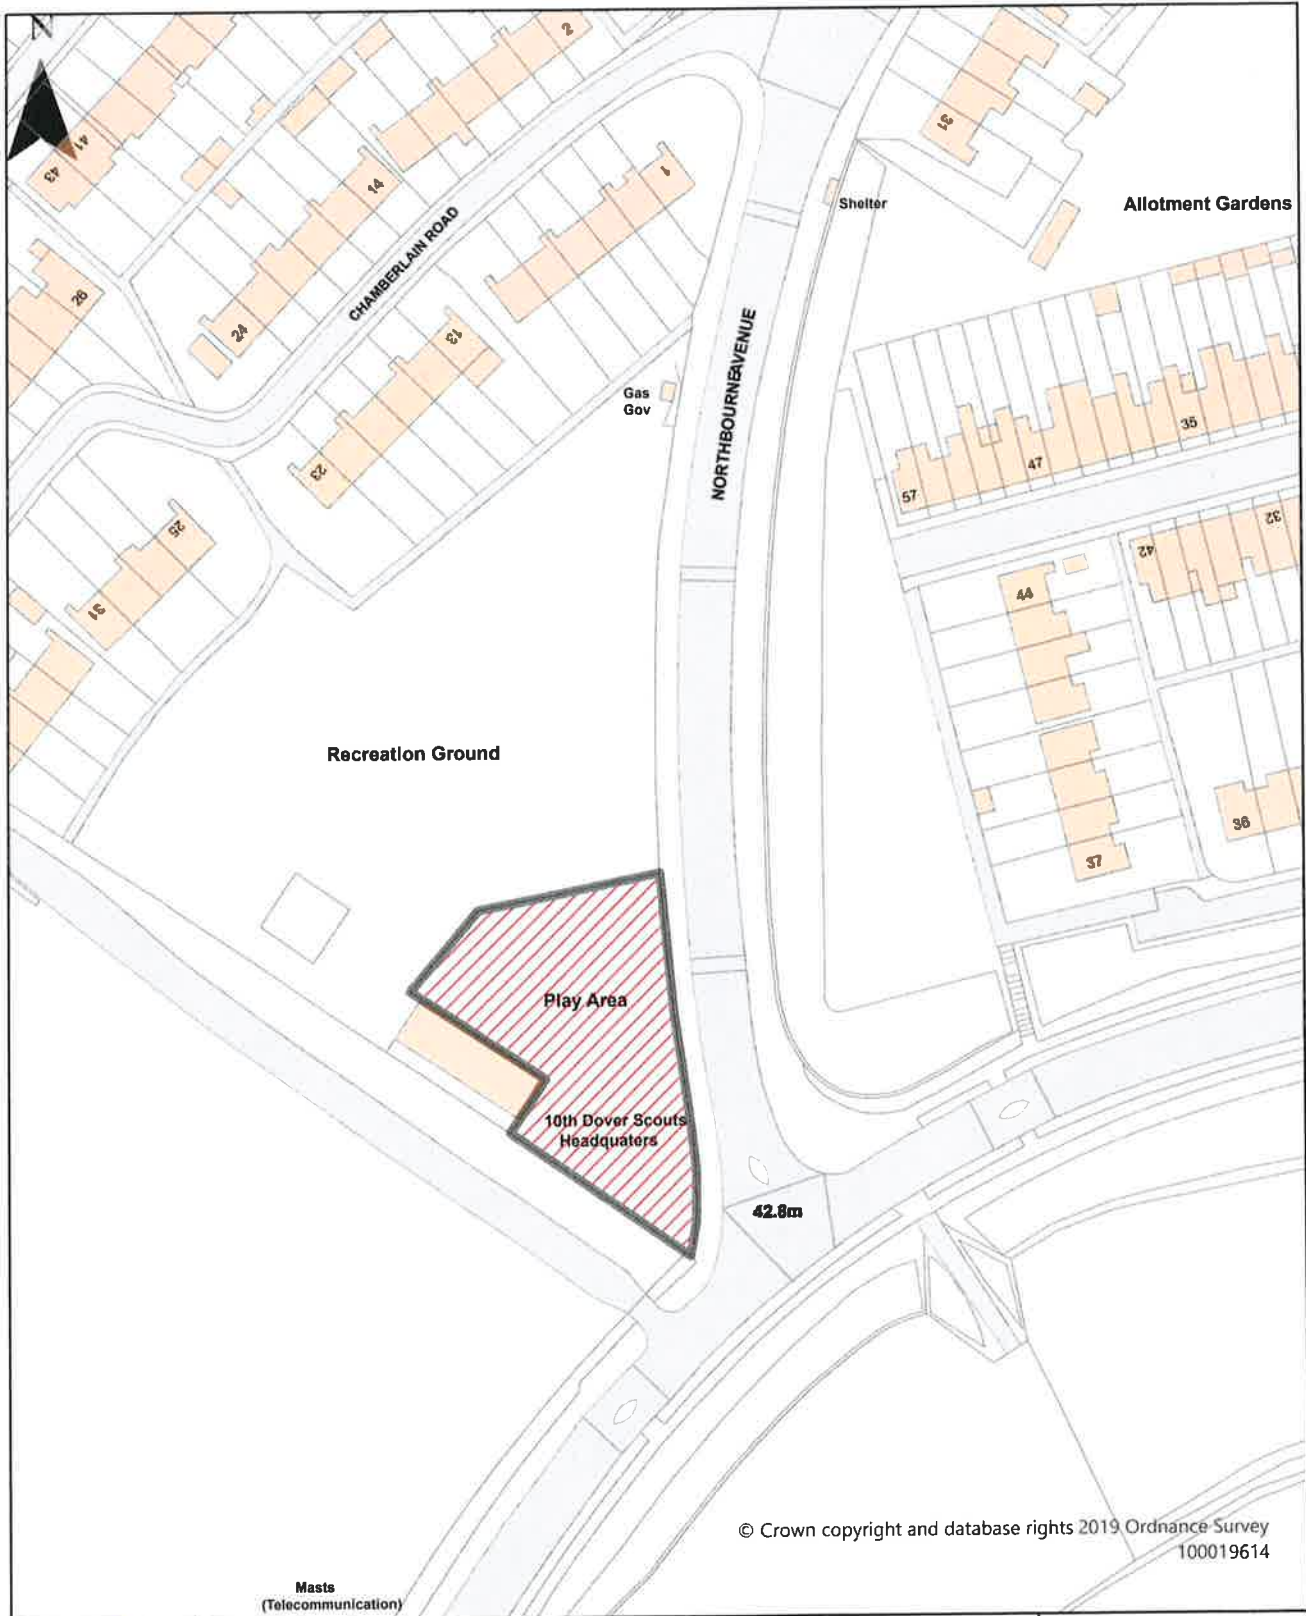 N
2
41
43
31
14
1
Shelter
Allotment Gardens
CHAMBERLAIN ROAD
26
24
13
Gas
Gov
NORTHBOURNE AVENUE
35
47
23
57
32
42
25
44
31
Recreation Ground
36
37
Play Area
10th Dover Scouts
Headquaters
42.8m
© Crown copyright and database rights 2019 Ordnance Survey
100019614
Masts
(Telecommunication)